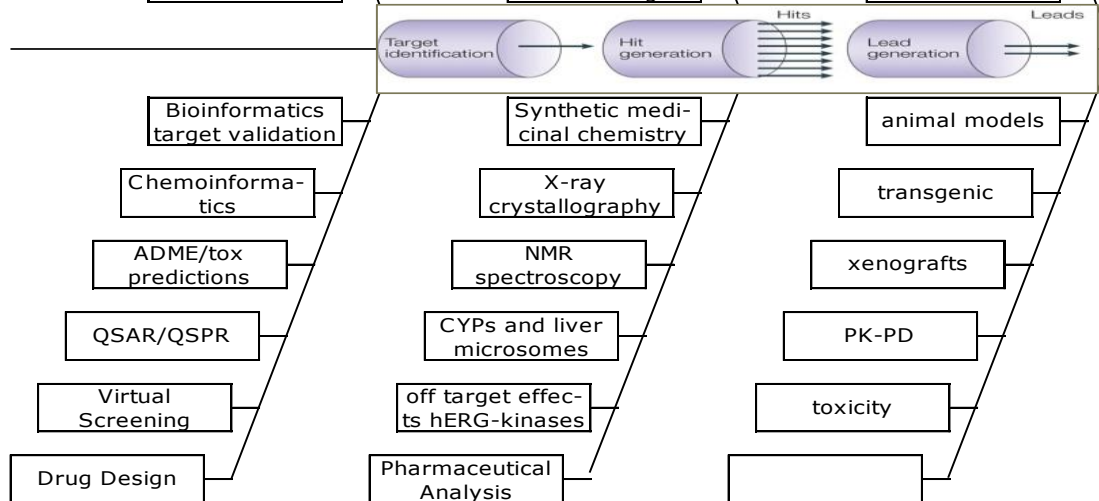 Hits
Leads
Target
identification
Hit
generation
Lead
generation
Bioinformatics
target validation
Chemoinforma-
tics
ADME/tox
predictions
QSAR/QSPR
Virtual
Screening
Drug Design
Synthetic medi-
cinal chemistry
X-ray
crystallography
NMR
spectroscopy
CYPs and liver
microsomes
off target effec-
ts hERG-kinases
Pharmaceutical
Analysis
animal models
transgenic
xenografts
PK-PD
toxicity